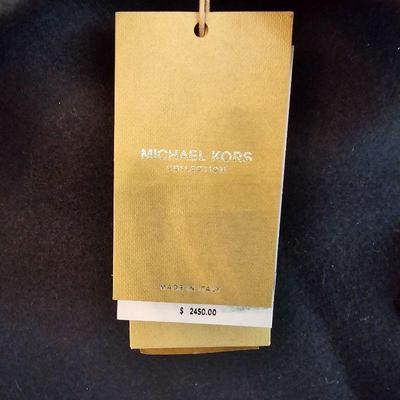 MICHAEL KORS
COLLECTION
MADE IN ITALY
$ 2450.00